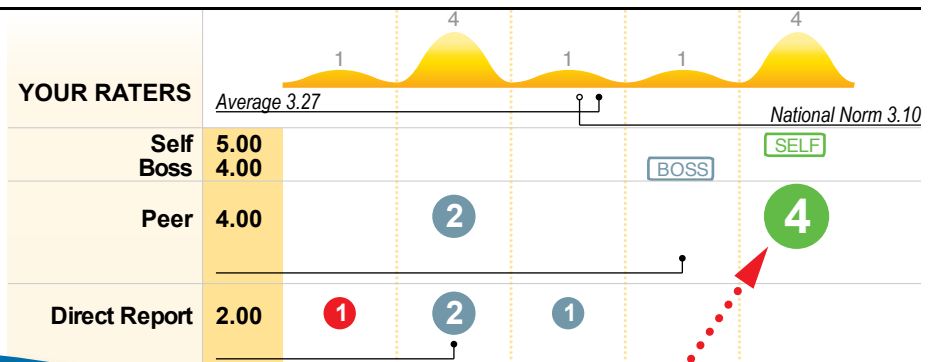 4 4
1 1 1
YOUR RATERS
Average 3.27
National Norm 3.10
Self 5.00 SELF
Boss 4.00 BOSS
Peer 4.00 2 4
Direct Report 2.00 1 2 1